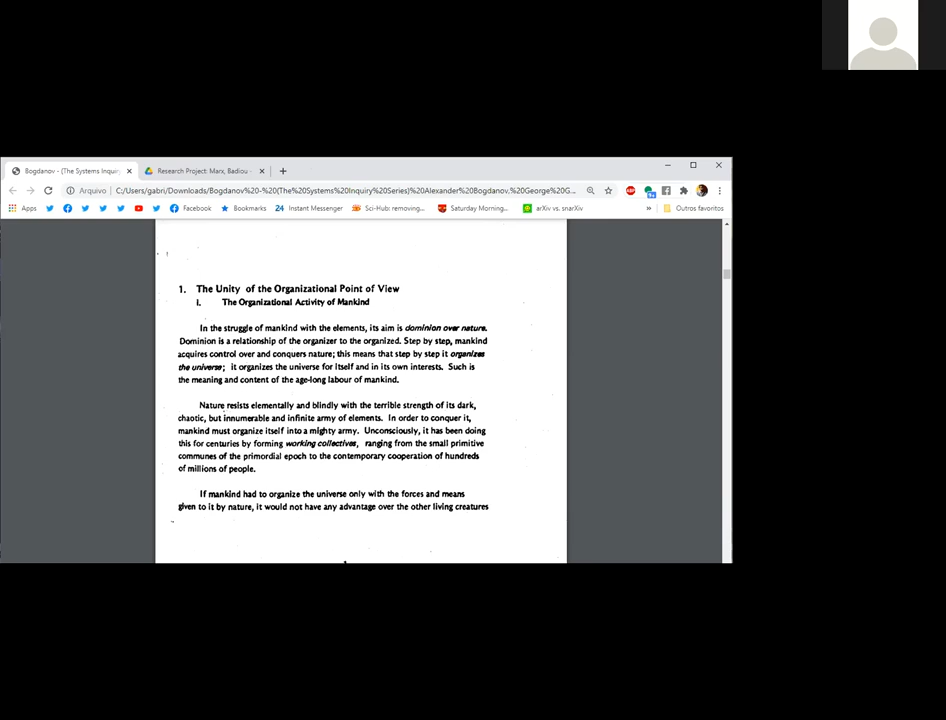 Bogdanov - (The Systems Inquiry
Research Project: Marx, Badiou
Arquivo | C:/Users/gabri/Downloads/Bogdanov%20-%20(The%20Systems%20Inquiry%20Series)%20Alexander%20Bogdanov,%20George%20G...
Apps Facebook Bookmarks 24 Instant Messenger Sci-Hub: removing... Saturday Morning... arXiv vs. snarXiv » Outros favoritos
1. The Unity of the Organizational Point of View
i. The Organizational Activity of Mankind
In the struggle of mankind with the elements, its aim is dominion over nature.
Dominion is a relationship of the organizer to the organized. Step by step, mankind
acquires control over and conquers nature; this means that step by step it organizes
the universe; it organizes the universe for itself and in its own interests. Such is
the meaning and content of the age-long labour of mankind.
Nature resists elementally and blindly with the terrible strength of its dark,
chaotic, but innumerable and infinite army of elements. In order to conquer it,
mankind must organize itself into a mighty army. Unconsciously, it has been doing
this for centuries by forming working collectives, ranging from the small primitive
communes of the primordial epoch to the contemporary cooperation of hundreds
of millions of people.
If mankind had to organize the universe only with the forces and means
given to it by nature, it would not have any advantage over the other living creatures